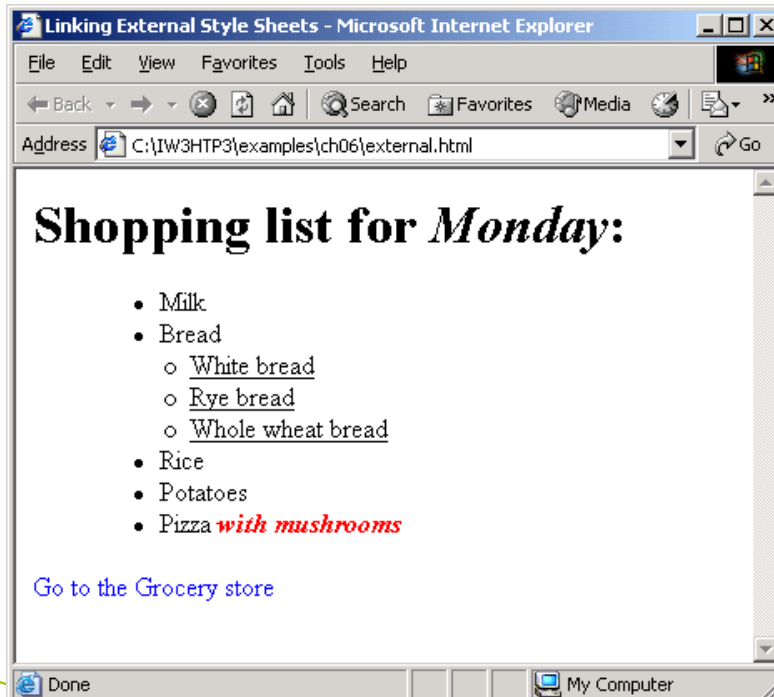 Linking External Style Sheets - Microsoft Internet Explorer
File Edit View Favorites Tools Help
Back Search Favorites Media
Address C:\IW3HTP3\examples\ch06\external.html Go
Shopping list for Monday:
Milk
Bread
White bread
Rye bread
Whole wheat bread
Rice
Potatoes
Pizza with mushrooms
Go to the Grocery store
Done My Computer